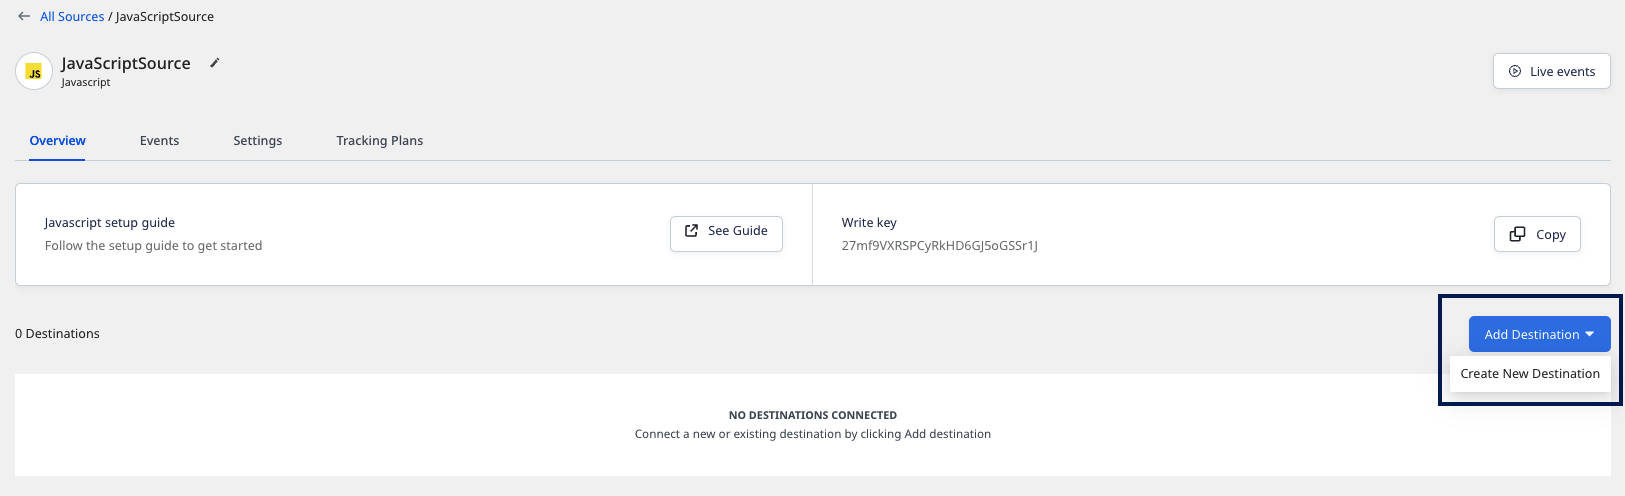 All Sources / JavaScriptSource
JS
JavaScriptSource
Javascript
Live events
Overview
Events
Settings
Tracking Plans
Javascript setup guide
Follow the setup guide to get started
See Guide
Write key
27mf9VXRSPCyRkHD6GJ5oGSSr1J
Copy
0 Destinations
Add Destination
Create New Destination
NO DESTINATIONS CONNECTED
Connect a new or existing destination by clicking Add destination